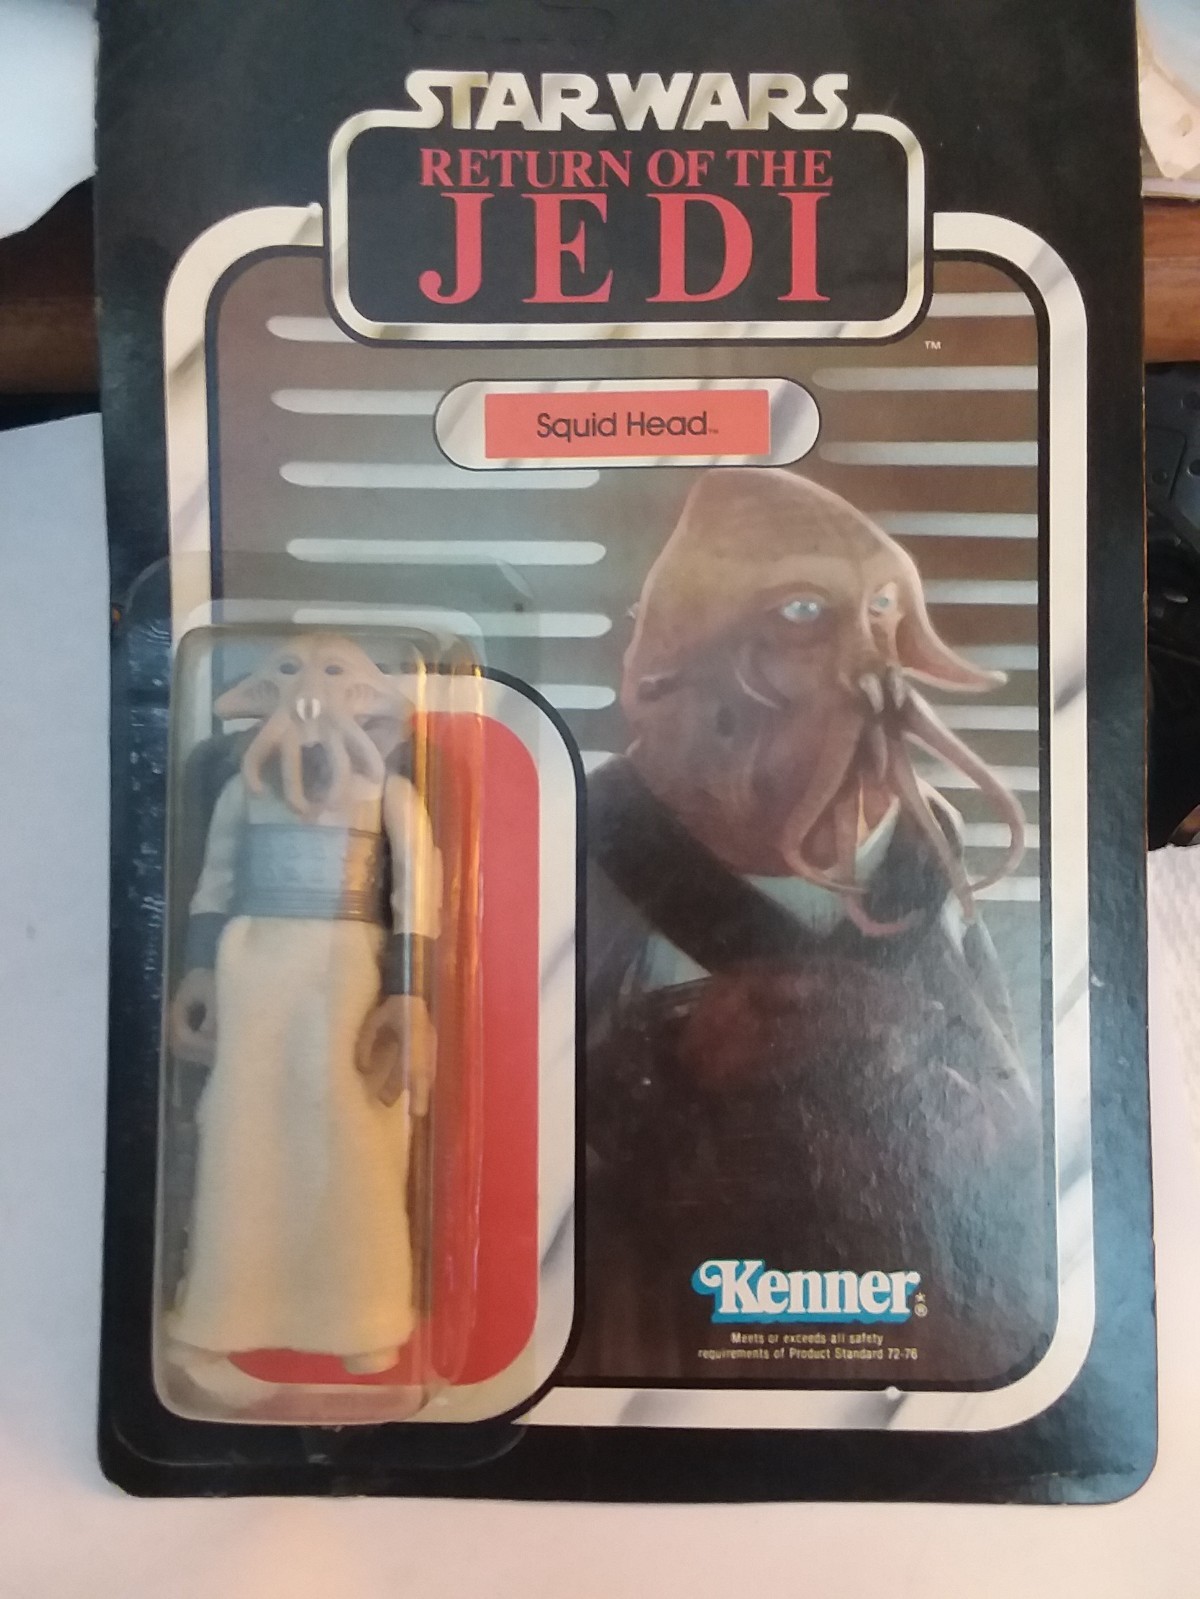 STAR WARS
RETURN OF THE
JEDI
™
Squid Head™
Kenner®
Meets or exceeds all safety
requirements of Product Standard 72-76